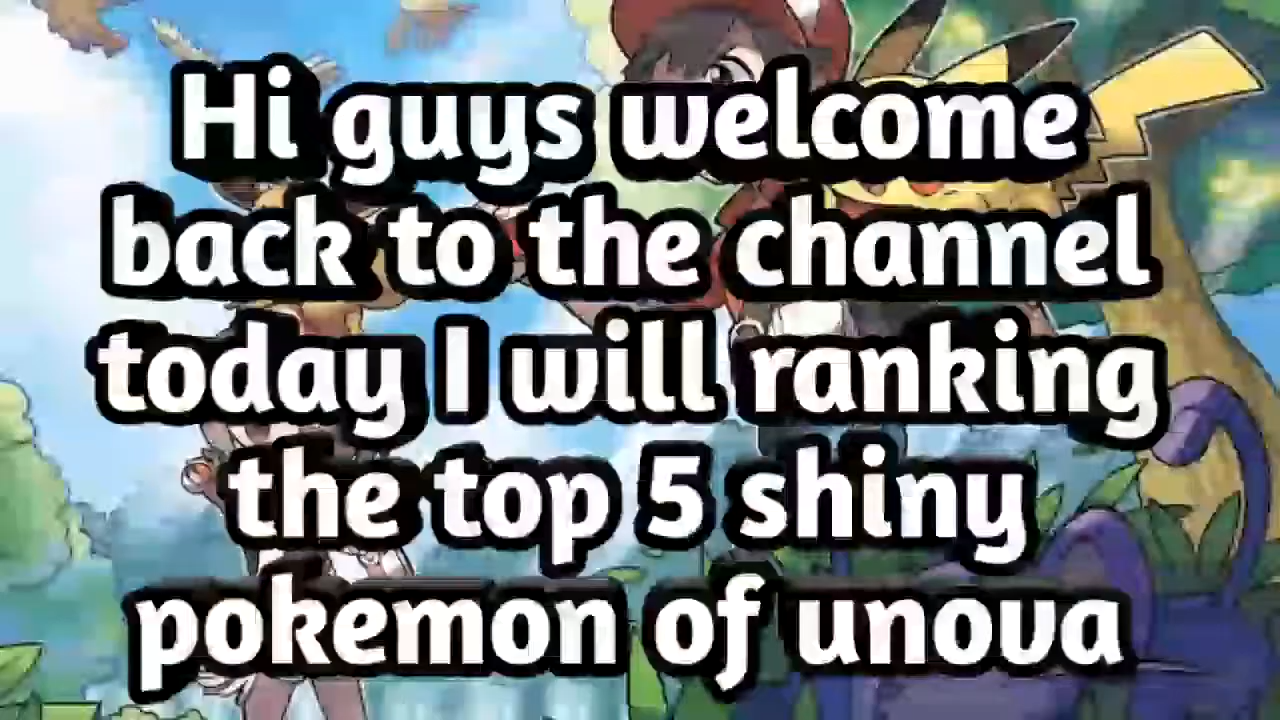 Hi guys welcome
back to the channel
today I will ranking
the top 5 shiny
pokemon of unova